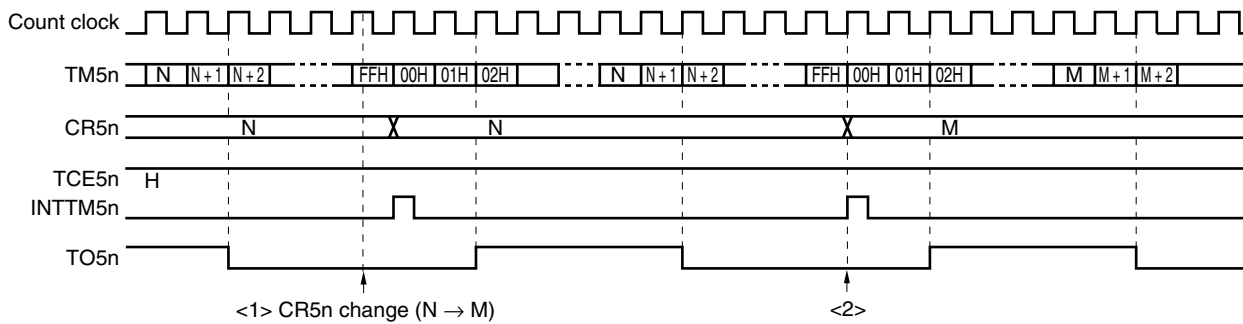 Count clock
TM5n N N + 1 N + 2 FFH 00H 01H 02H N N + 1 N + 2 FFH 00H 01H 02H M M + 1 M + 2
CR5n N N M
TCE5n H
INTTM5n
TO5n
<1> CR5n change (N → M) <2>